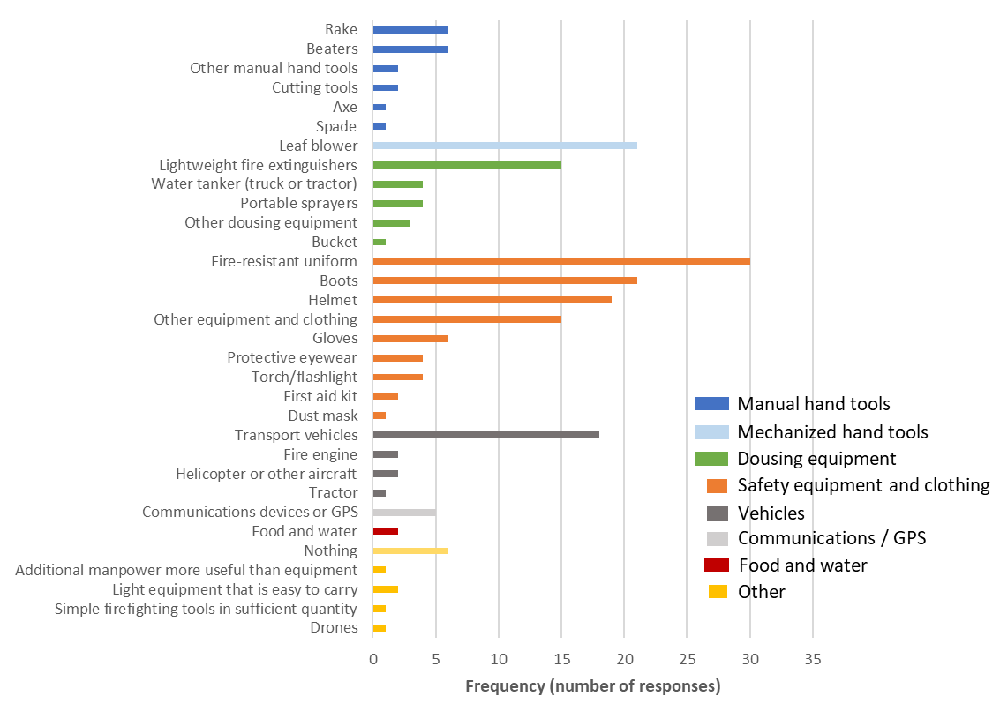 Rake
Beaters
Other manual hand tools
Cutting tools
Axe
Spade
Leaf blower
Lightweight fire extinguishers
Water tanker (truck or tractor)
Portable sprayers
Other dousing equipment
Bucket
Fire-resistant uniform
Boots
Helmet
Other equipment and clothing
Gloves
Protective eyewear
Torch/flashlight
First aid kit
Dust mask
Transport vehicles
Fire engine
Helicopter or other aircraft
Tractor
Communications devices or GPS
Food and water
Nothing
Additional manpower more useful than equipment
Light equipment that is easy to carry
Simple firefighting tools in sufficient quantity
Drones
Manual hand tools
Mechanized hand tools
Dousing equipment
Safety equipment and clothing
Vehicles
Communications / GPS
Food and water
Other
0 5 10 15 20 25 30 35
Frequency (number of responses)